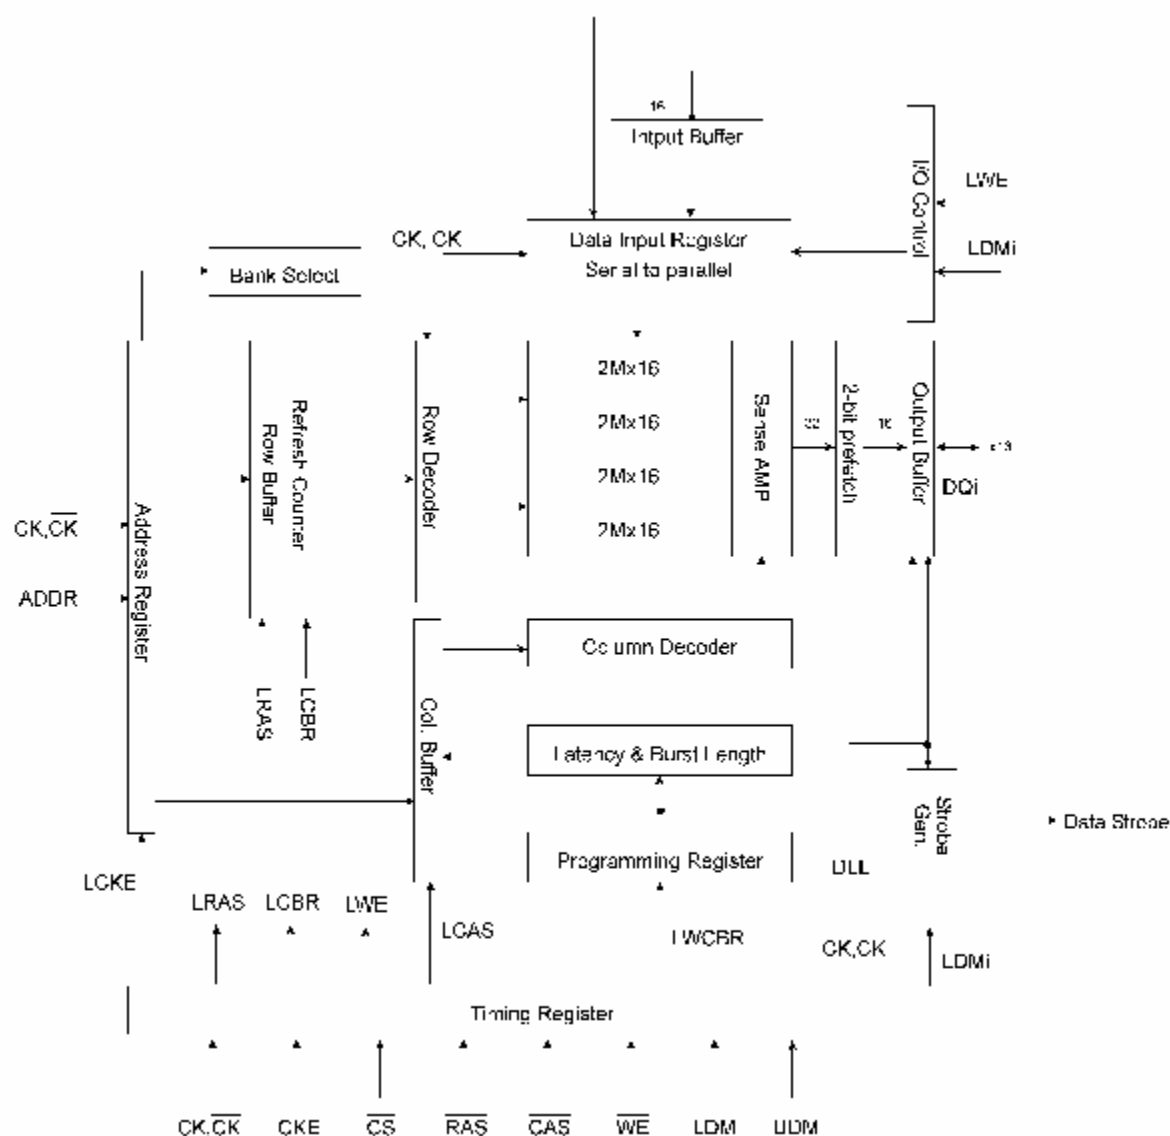 16
Intput Buffer
I/O Control
LWE
CK, CK
Data Input Register
Serial to parallel
LDMi
Bank Select
2Mx16
2Mx16
2Mx16
2Mx16
Refresh Counter
Row Buffer
Row Decoder
Sense AMP
32
2-bit prefetch
16
Output Buffer
DQi
Address Register
CK,CK
ADDR
Column Decoder
LRAS
LCBR
Col. Buffer
Latency & Burst Length
Strobe
Gen.
Data Strobe
Programming Register
DLL
LCKE
LRAS
LCBR
LWE
LCAS
LWCBR
CK,CK
LDMi
Timing Register
CK,CK
CKE
CS
RAS
CAS
WE
LDM
UDM